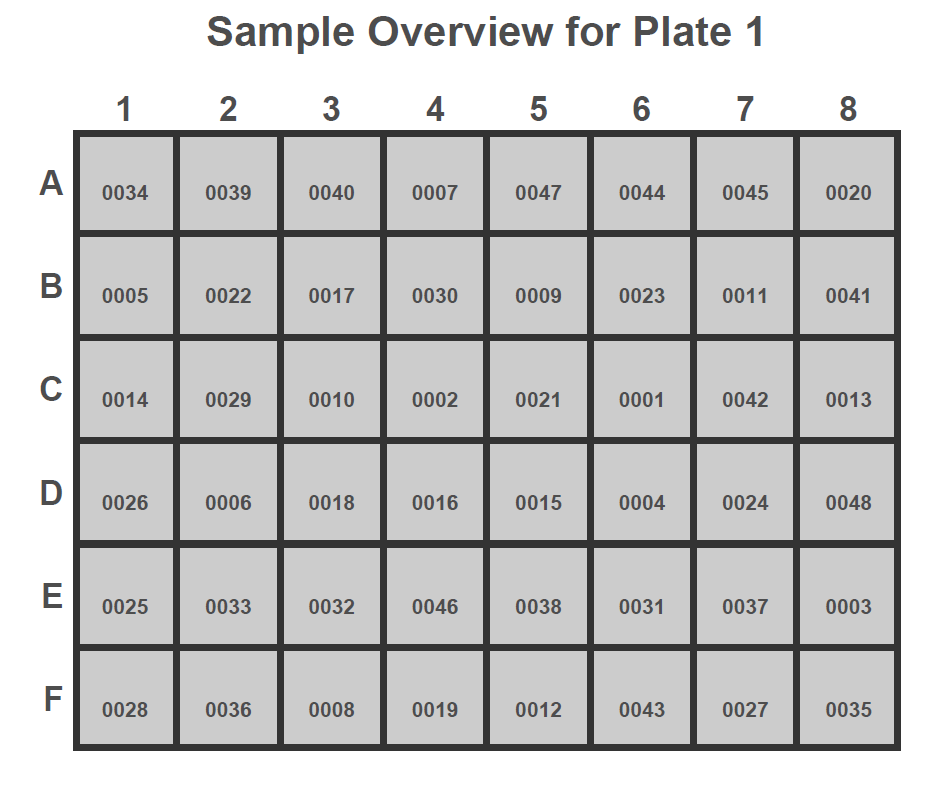 Sample Overview for Plate 1
1 2 3 4 5 6 7 8
A 0034 0039 0040 0007 0047 0044 0045 0020
B 0005 0022 0017 0030 0009 0023 0011 0041
C 0014 0029 0010 0002 0021 0001 0042 0013
D 0026 0006 0018 0016 0015 0004 0024 0048
E 0025 0033 0032 0046 0038 0031 0037 0003
F 0028 0036 0008 0019 0012 0043 0027 0035